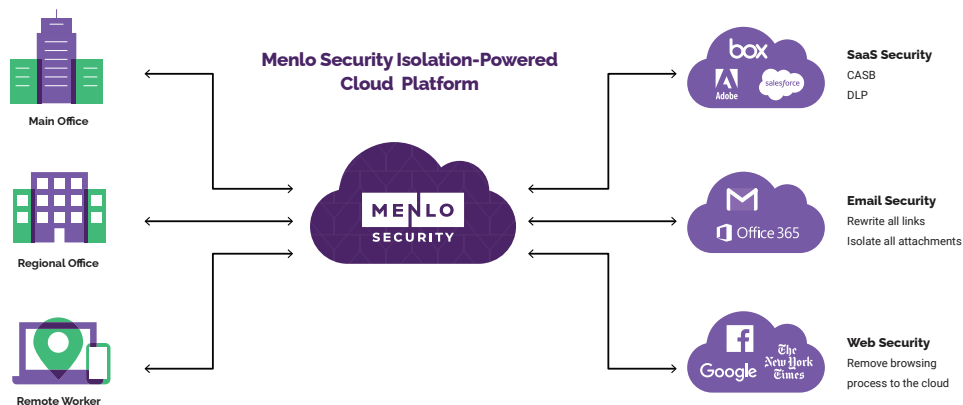 Menlo Security Isolation-Powered
Cloud Platform
Main Office
Regional Office
Remote Worker
MENLO
SECURITY
box
Adobe
salesforce
SaaS Security
CASB
DLP
Office 365
Email Security
Rewrite all links
Isolate all attachments
Google
The
New York
Times
Web Security
Remove browsing
process to the cloud